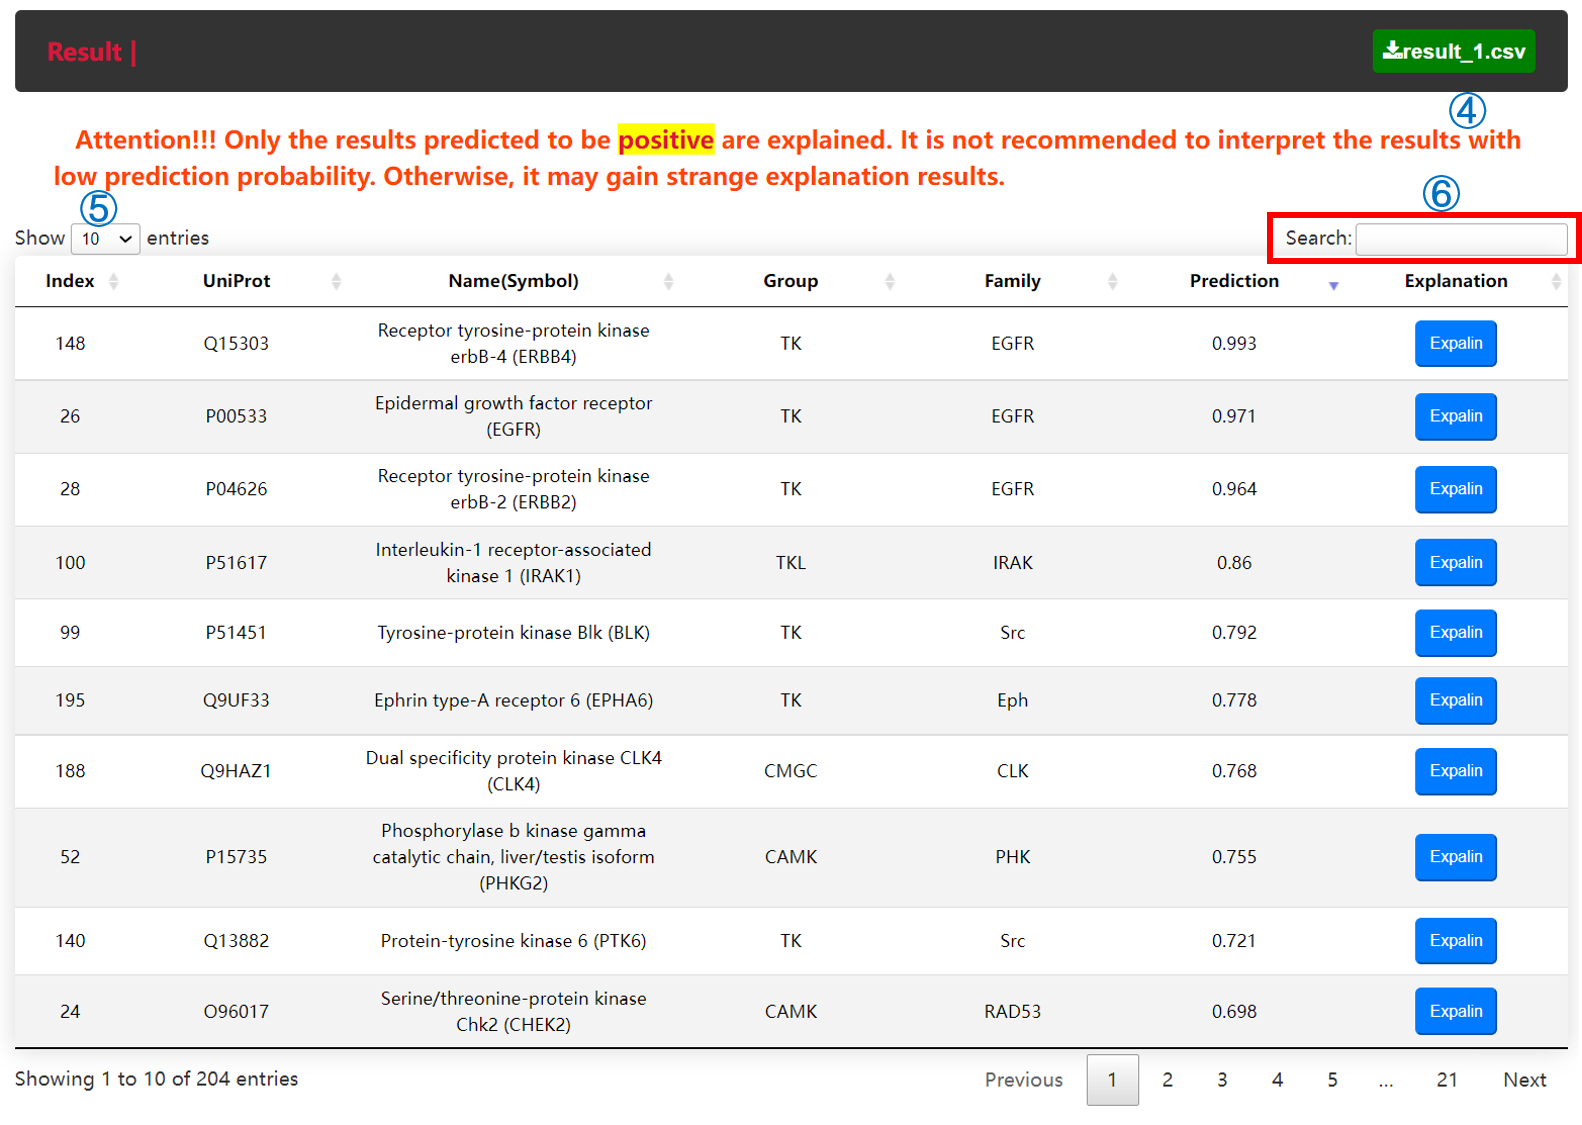 Result |
result_1.csv
④
Attention!!! Only the results predicted to be positive are explained. It is not recommended to interpret the results with
low prediction probability. Otherwise, it may gain strange explanation results.
⑤
⑥
Show 10 entries
Search:
Index UniProt Name(Symbol) Group Family Prediction Explanation
148 Q15303 Receptor tyrosine-protein kinase
erbB-4 (ERBB4) TK EGFR 0.993 Expalin
26 P00533 Epidermal growth factor receptor
(EGFR) TK EGFR 0.971 Expalin
28 P04626 Receptor tyrosine-protein kinase
erbB-2 (ERBB2) TK EGFR 0.964 Expalin
100 P51617 Interleukin-1 receptor-associated
kinase 1 (IRAK1) TKL IRAK 0.86 Expalin
99 P51451 Tyrosine-protein kinase Blk (BLK) TK Src 0.792 Expalin
195 Q9UF33 Ephrin type-A receptor 6 (EPHA6) TK Eph 0.778 Expalin
188 Q9HAZ1 Dual specificity protein kinase CLK4
(CLK4) CMGC CLK 0.768 Expalin
52 P15735 Phosphorylase b kinase gamma
catalytic chain, liver/testis isoform
(PHKG2) CAMK PHK 0.755 Expalin
140 Q13882 Protein-tyrosine kinase 6 (PTK6) TK Src 0.721 Expalin
24 O96017 Serine/threonine-protein kinase
Chk2 (CHEK2) CAMK RAD53 0.698 Expalin
Showing 1 to 10 of 204 entries
Previous 1 2 3 4 5 ... 21 Next